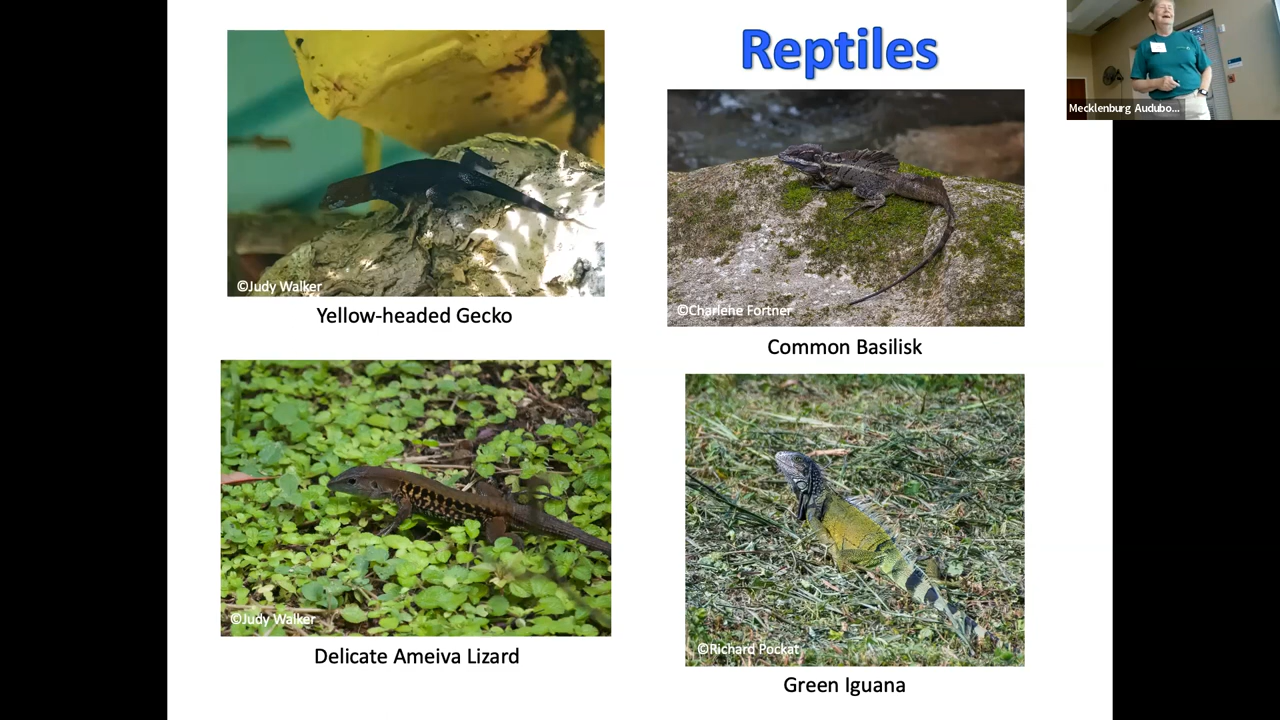 Reptiles
Mecklenburg Audubo...
©Judy Walker
Yellow-headed Gecko
©Charlene Fortner
Common Basilisk
©Judy Walker
Delicate Ameiva Lizard
©Richard Pockat
Green Iguana